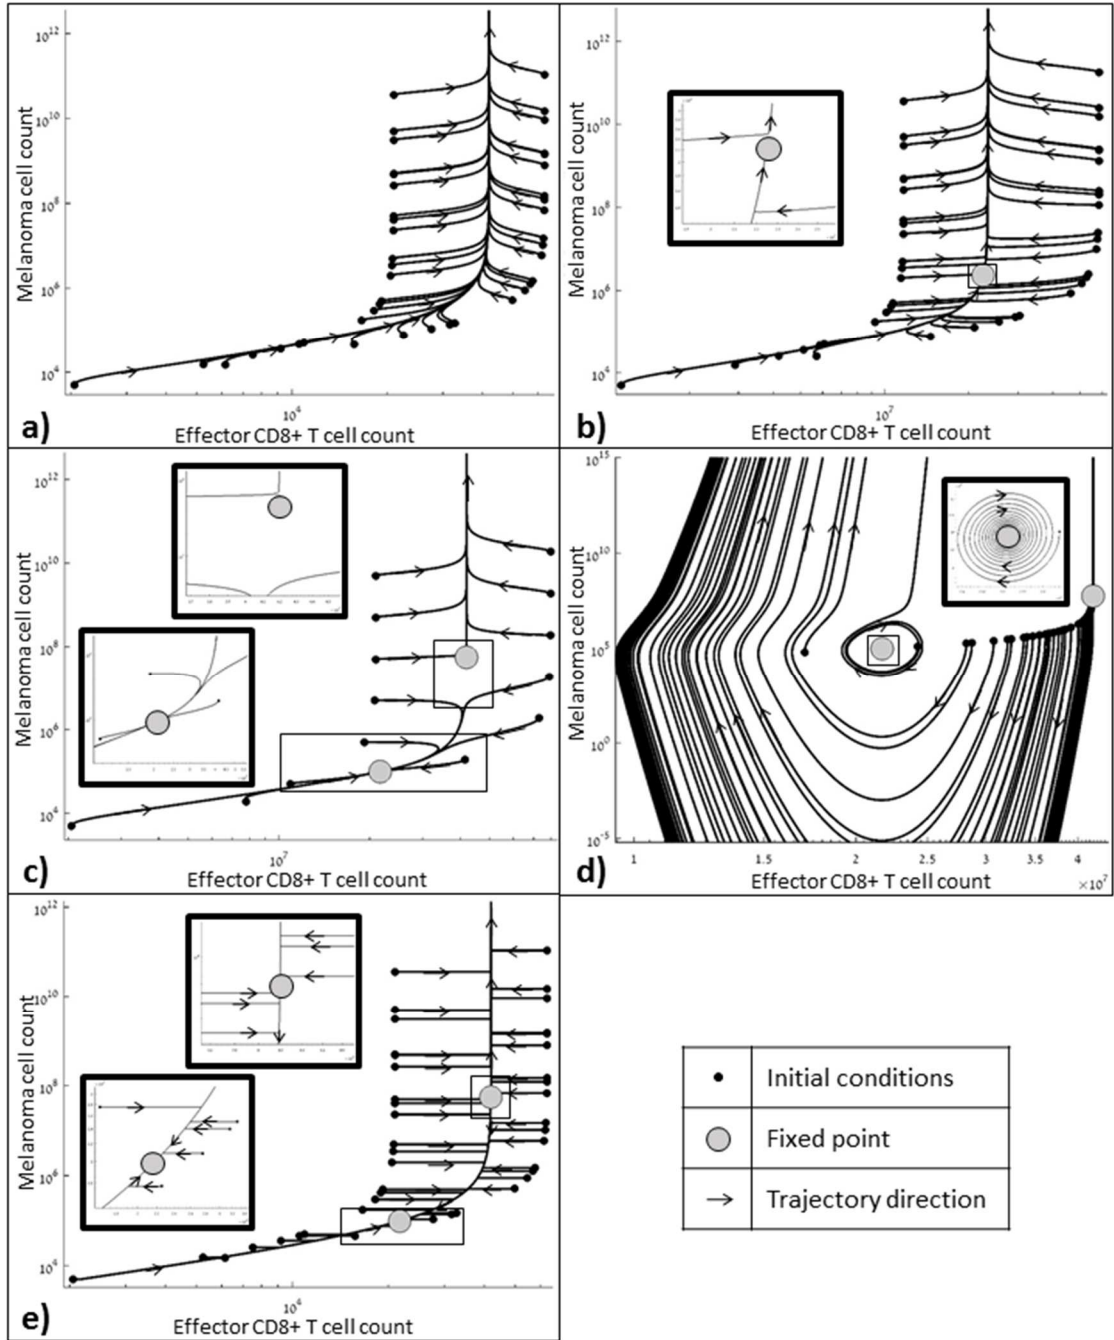 10^12
10^10
10^8
10^6
10^4
Melanoma cell count
10^4
Effector CD8+ T cell count
a)
10^12
10^10
10^8
10^6
10^4
Melanoma cell count
10^7
Effector CD8+ T cell count
b)
10^12
10^10
10^8
10^6
10^4
Melanoma cell count
10^7
Effector CD8+ T cell count
c)
10^15
10^10
10^5
10^0
10^-5
Melanoma cell count
1 1.5 2 2.5 3 3.5 4
×10^7
Effector CD8+ T cell count
d)
10^12
10^10
10^8
10^6
10^4
Melanoma cell count
10^4
Effector CD8+ T cell count
e)
Initial conditions
Fixed point
Trajectory direction